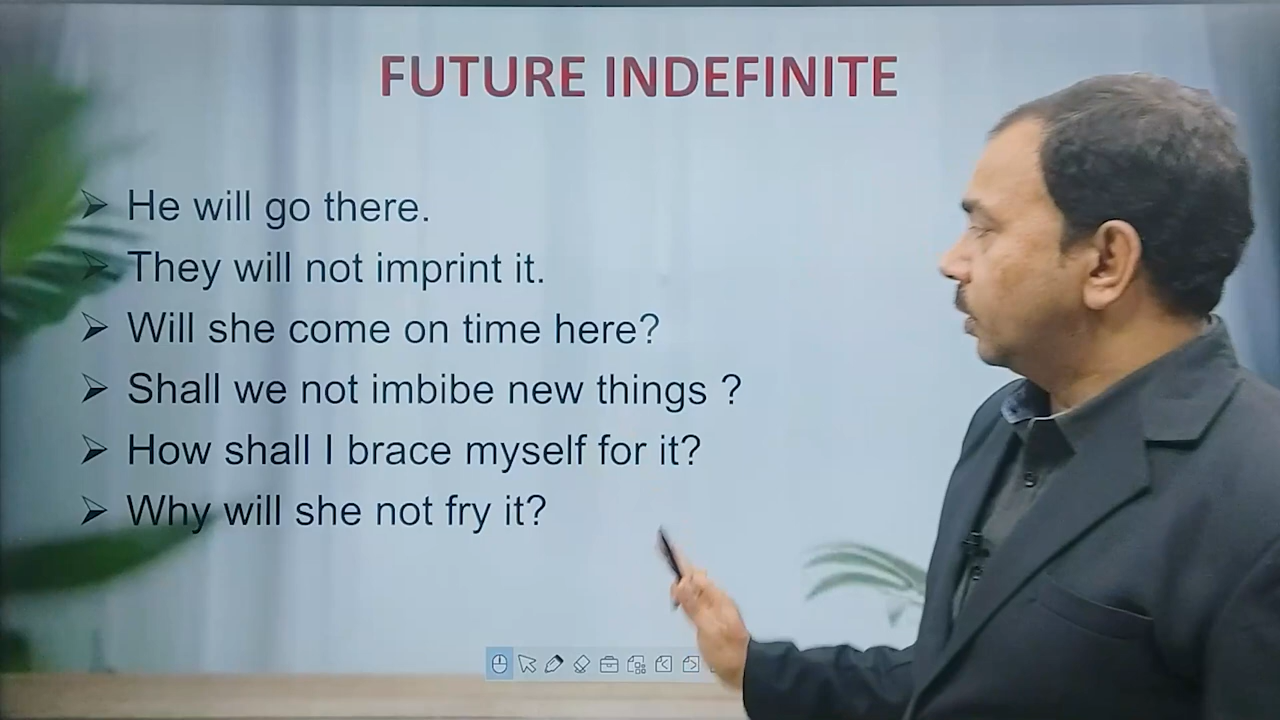 FUTURE INDEFINITE
He will go there.
They will not imprint it.
Will she come on time here?
Shall we not imbibe new things ?
How shall I brace myself for it?
Why will she not fry it?